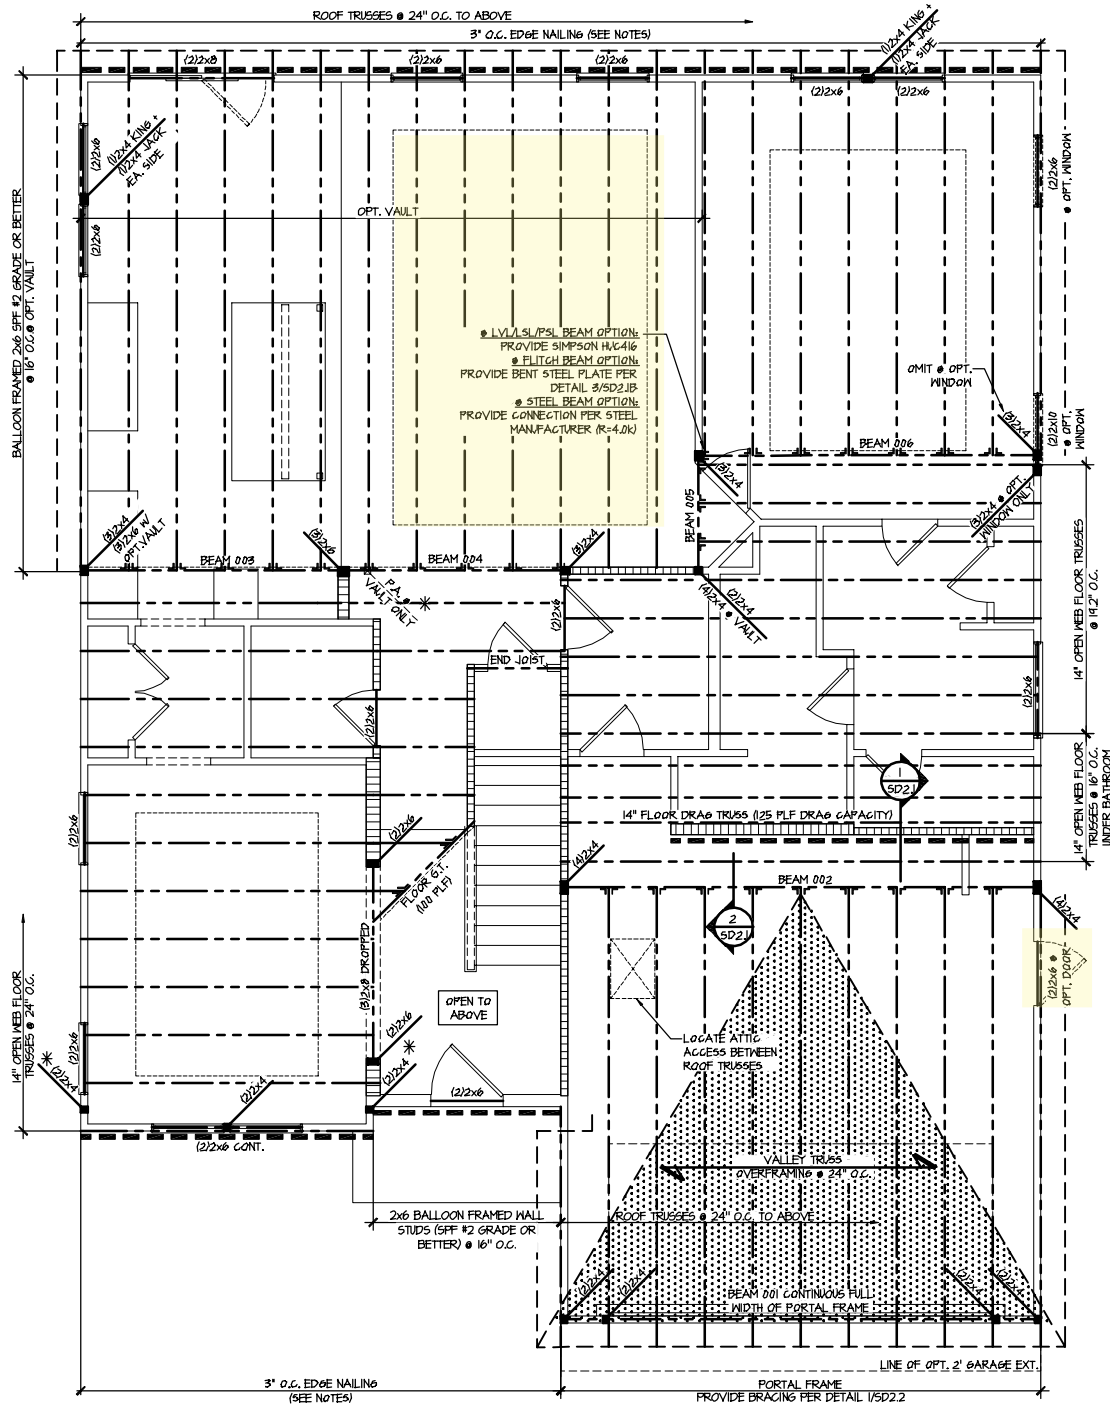 ROOF TRUSSES @ 24" O.C. TO ABOVE
3" O.C. EDGE NAILING (SEE NOTES)
(1)2x4 KING +
(1)2x4 JACK
EA. SIDE
(2)2x8
(2)2x6
(2)2x6
(2)2x6
(2)2x6
(2)2x6
(1)2x4 KING +
(1)2x4 JACK
EA. SIDE
(2)2x6
@ OPT. WINDOW
BALLOON FRAMED 2x6 SPF #2 GRADE OR BETTER
@ 16" O.C.@ OPT. VAULT
(2)2x6
OPT. VAULT
@ LVL/LSL/PSL BEAM OPTION:
PROVIDE SIMPSON HUC416
@ FLITCH BEAM OPTION:
PROVIDE BENT STEEL PLATE PER
DETAIL 3/SD2.1B
@ STEEL BEAM OPTION:
PROVIDE CONNECTION PER STEEL
MANUFACTURER (R=4.0k)
OMIT @ OPT.
WINDOW
(3)2x4
(2)2x10
@ OPT.
WINDOW
BEAM 006
(3)2x4
(3)2x4 @ OPT.
WINDOW ONLY
BEAM 005
(3)2x4
(3)2x6 W/
OPT. VAULT
BEAM 003
(3)2x6
BEAM 004
(3)2x4
P.A. @
VAULT ONLY
(2)2x6
(2)2x4
(4)2x4 @ VAULT
14" OPEN WEB FLOOR TRUSSES
@ 19.2" O.C.
END JOIST
(2)2x6
(2)2x6
1
SD2.1
14" OPEN WEB FLOOR
TRUSSES @ 16" O.C.
UNDER BATHROOM
14" FLOOR DRAG TRUSS (125 PLF DRAG CAPACITY)
(2)2x6
(2)2x6
FLOOR G.T.
(100 PLF)
(4)2x4
BEAM 002
(4)2x4
2
SD2.1
(3)2x8 DROPPED
(2)2x6 @
OPT. DOOR
14" OPEN WEB FLOOR
TRUSSES @ 24" O.C.
OPEN TO
ABOVE
LOCATE ATTIC
ACCESS BETWEEN
ROOF TRUSSES
(2)2x6
(2)2x6
(2)2x4
(2)2x4
(2)2x4
(2)2x6
(2)2x6 CONT.
VALLEY TRUSS
OVERFRAMING @ 24" O.C.
2x6 BALLOON FRAMED WALL
STUDS (SPF #2 GRADE OR
BETTER) @ 16" O.C.
ROOF TRUSSES @ 24" O.C. TO ABOVE
(2)2x4
(2)2x4
(2)2x4
(2)2x4
BEAM 001 CONTINUOUS FULL
WIDTH OF PORTAL FRAME
LINE OF OPT. 2' GARAGE EXT.
3" O.C. EDGE NAILING
(SEE NOTES)
PORTAL FRAME
PROVIDE BRACING PER DETAIL 1/SD2.2